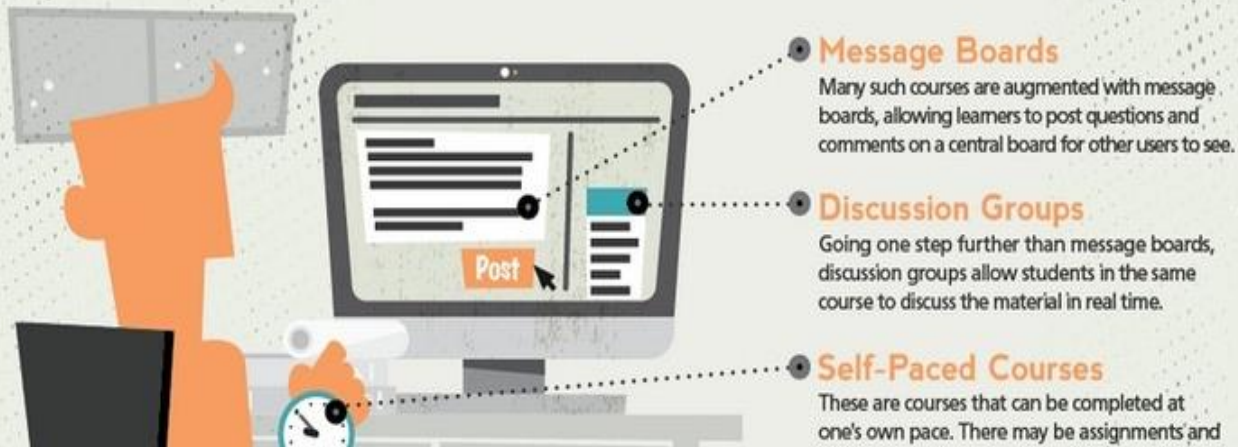 Message Boards
Many such courses are augmented with message
boards, allowing learners to post questions and
comments on a central board for other users to see.
Discussion Groups
Going one step further than message boards,
discussion groups allow students in the same
course to discuss the material in real time.
Post
Self-Paced Courses
These are courses that can be completed at
one's own pace. There may be assignments and